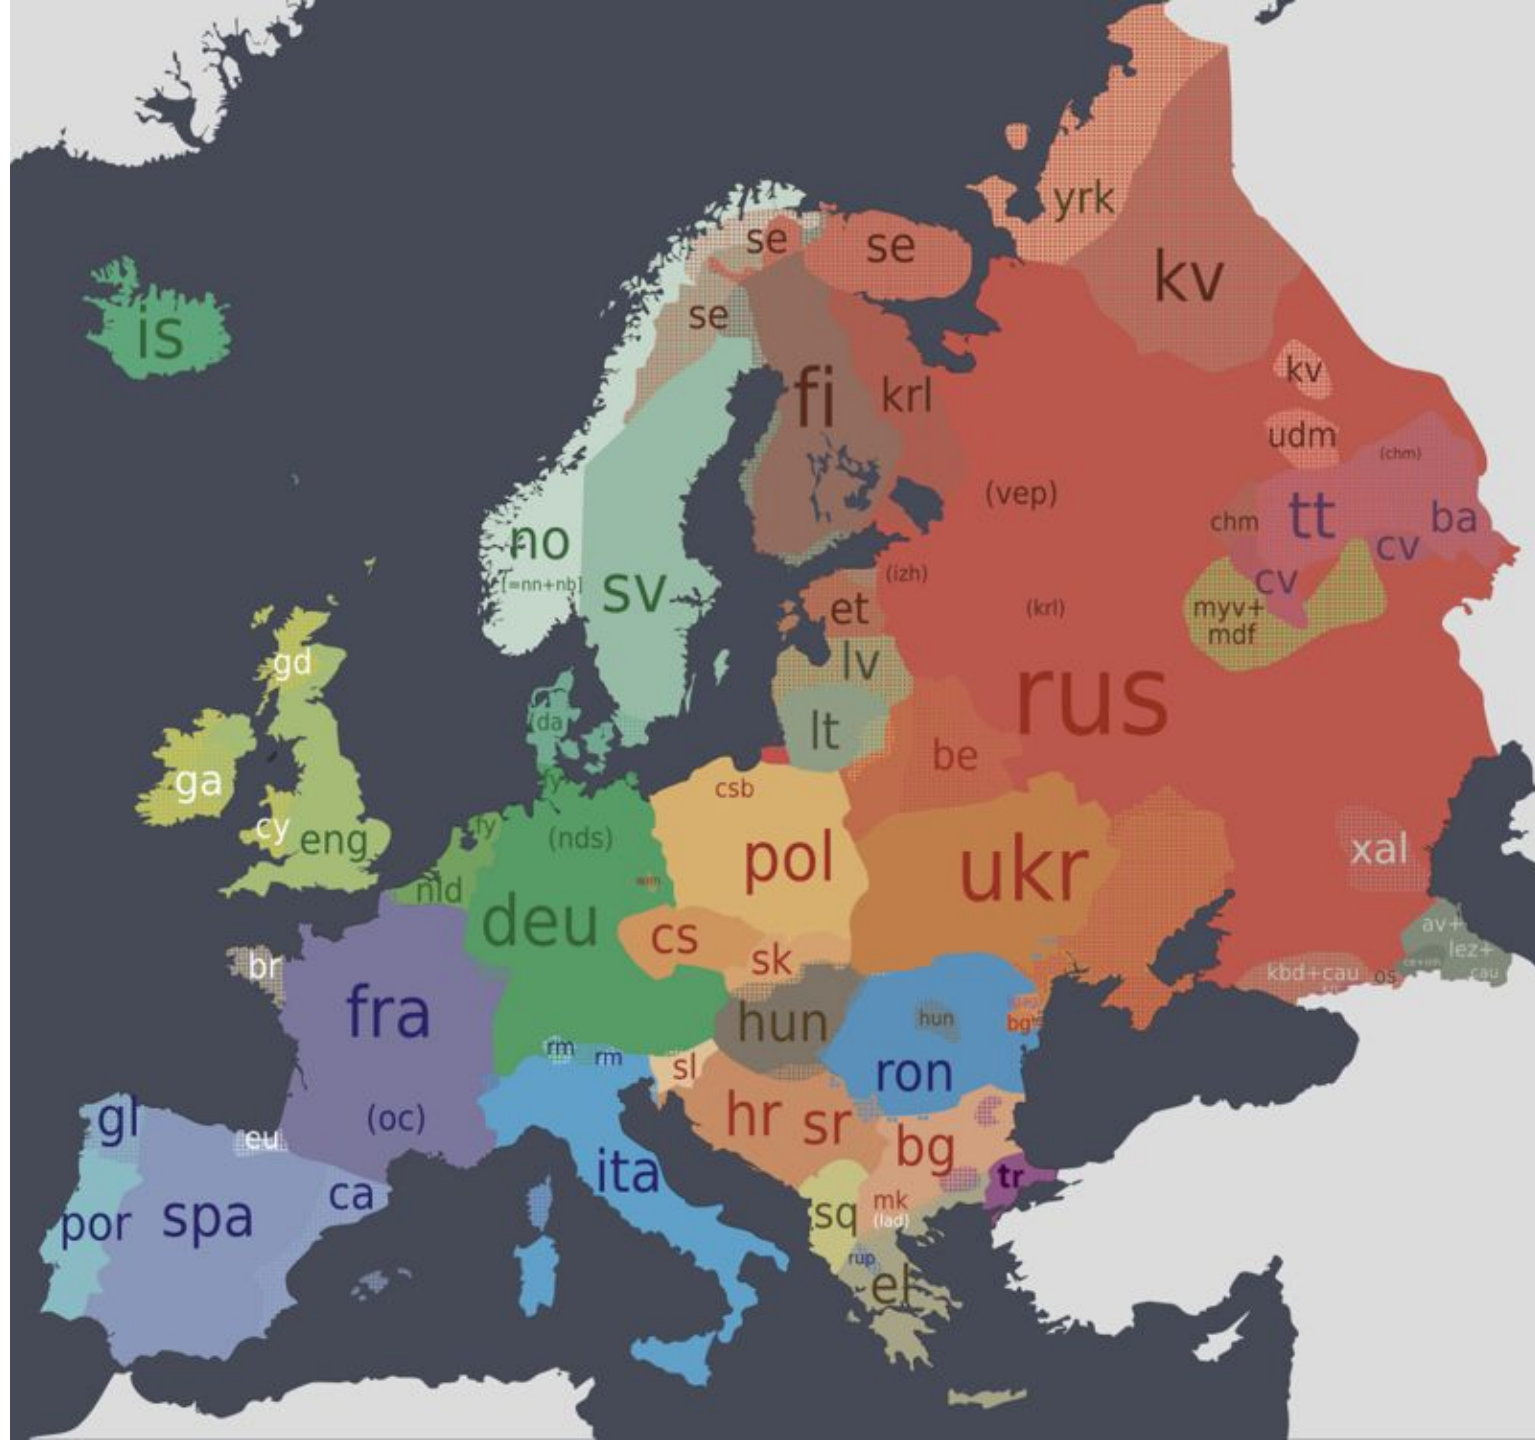 yrk
se
se
kv
is
se
fi
krl
kv
udm
(chm)
(vep)
chm
tt
ba
cv
no
[=nn+nb]
sv
(izh)
cv
et
(krl)
myv+
mdf
gd
lv
rus
lt
(da)
be
ga
fy
csb
cy
eng
fy
(nds)
pol
ukr
xal
nld
deu
cs
sk
av+
lez+
cau
br
kbd+cau
os
fra
hun
hun
bg
rm
rm
sl
ron
gl
(oc)
hr
sr
eu
bg
ita
tr
ca
por
spa
sq
mk
(lad)
rup
el